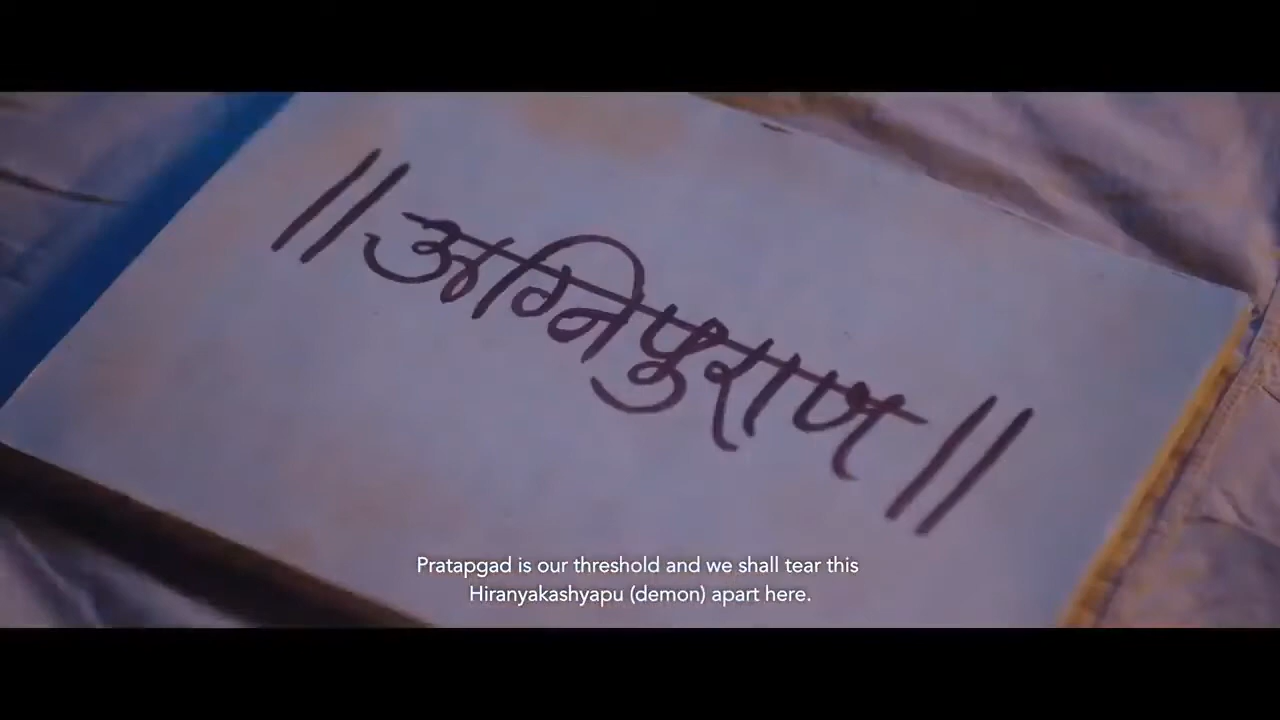 ॥ अग्निपुराण ॥
Pratapgad is our threshold and we shall tear this
Hiranyakashyapu (demon) apart here.